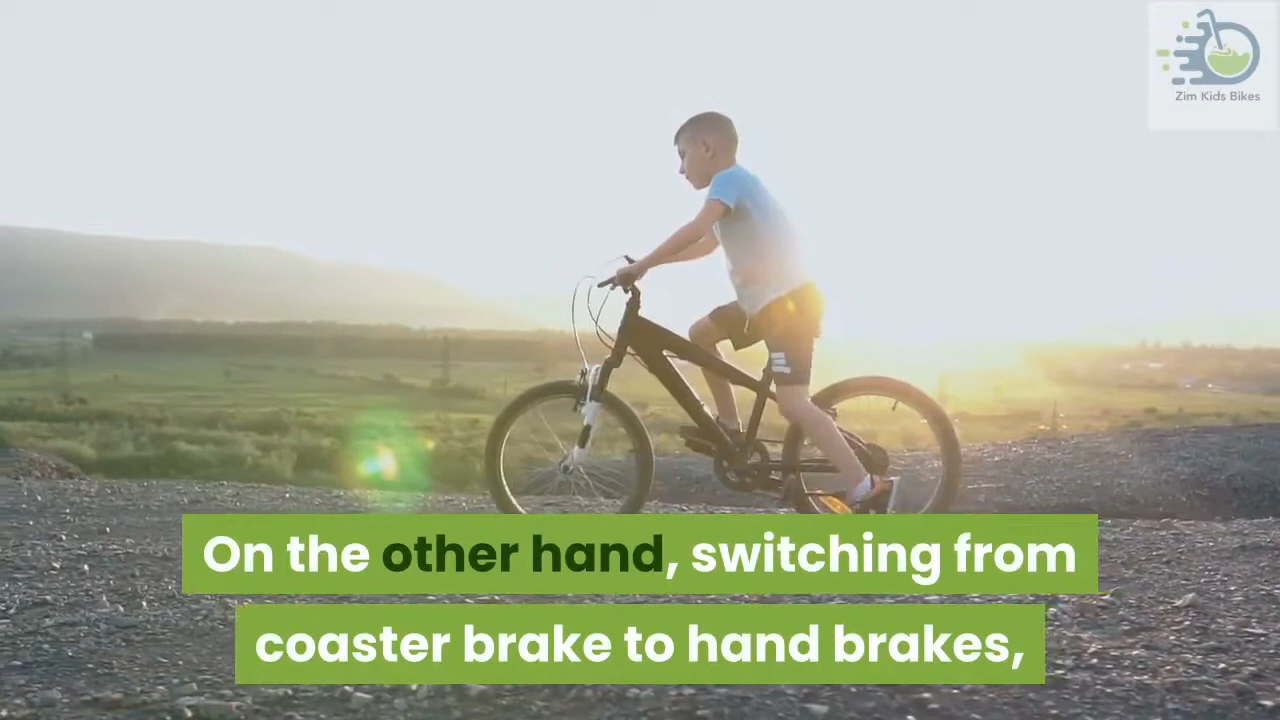 Zim Kids Bikes
On the other hand, switching from
coaster brake to hand brakes,